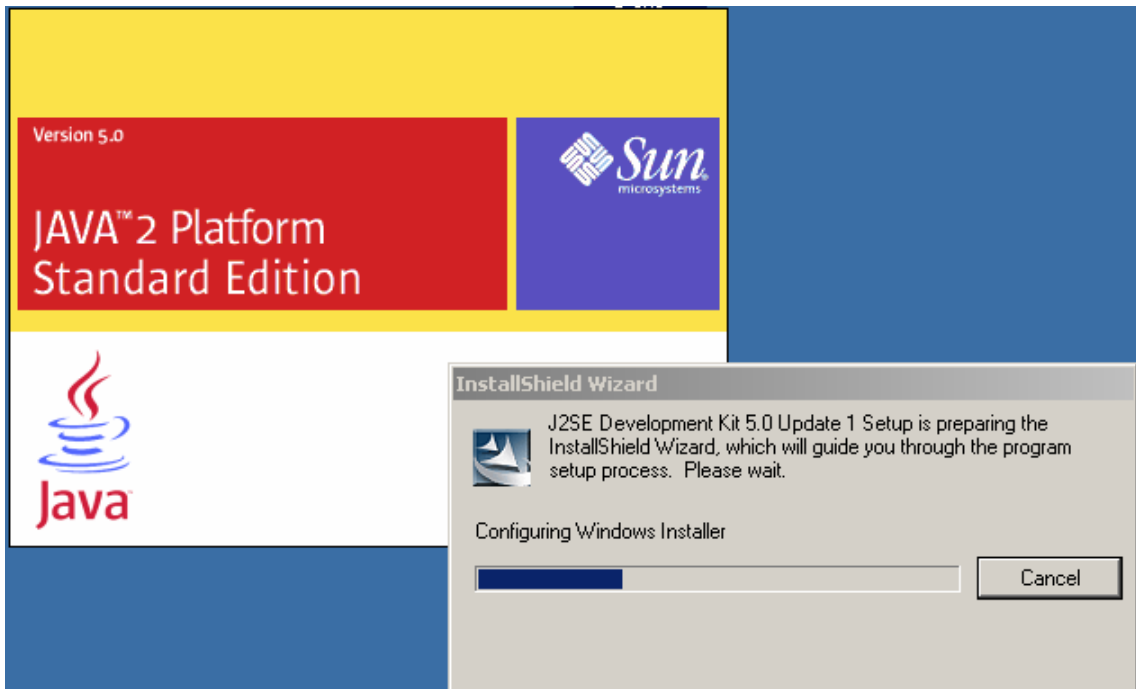 Version 5.0
Sun
microsystems
JAVA™2 Platform
Standard Edition
Java
InstallShield Wizard
J2SE Development Kit 5.0 Update 1 Setup is preparing the
InstallShield Wizard, which will guide you through the program
setup process. Please wait.
Configuring Windows Installer
Cancel